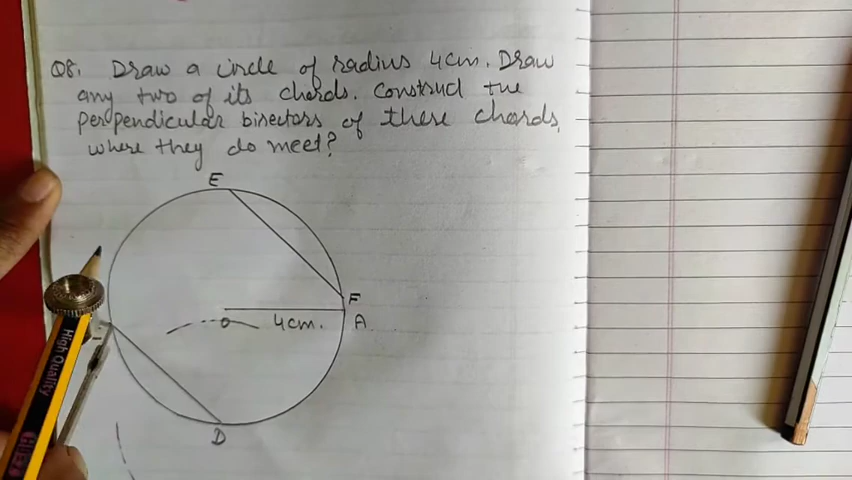 Q8. Draw a circle of radius 4cm. Draw
any two of its chords. Construct the
perpendicular bisectors of these chords,
where they do meet?
E
F
O 4cm. A
D
High Quality